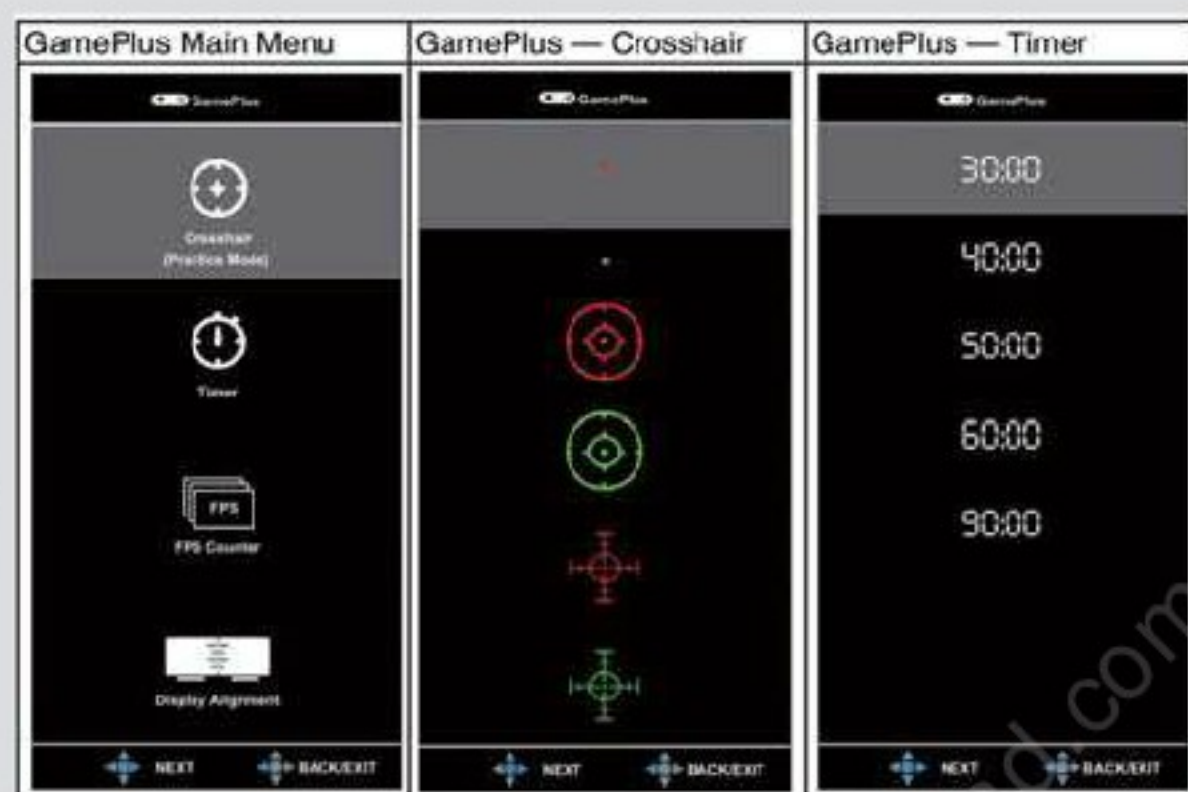 GamePlus Main Menu
GamePlus — Crosshair
GamePlus — Timer
GamePlus
Crosshair
(Practice Mode)
Timer
FPS
FPS Counter
Display Alignment
NEXT
BACK/EXIT
GamePlus
NEXT
BACK/EXIT
GamePlus
30:00
40:00
50:00
60:00
90:00
NEXT
BACK/EXIT